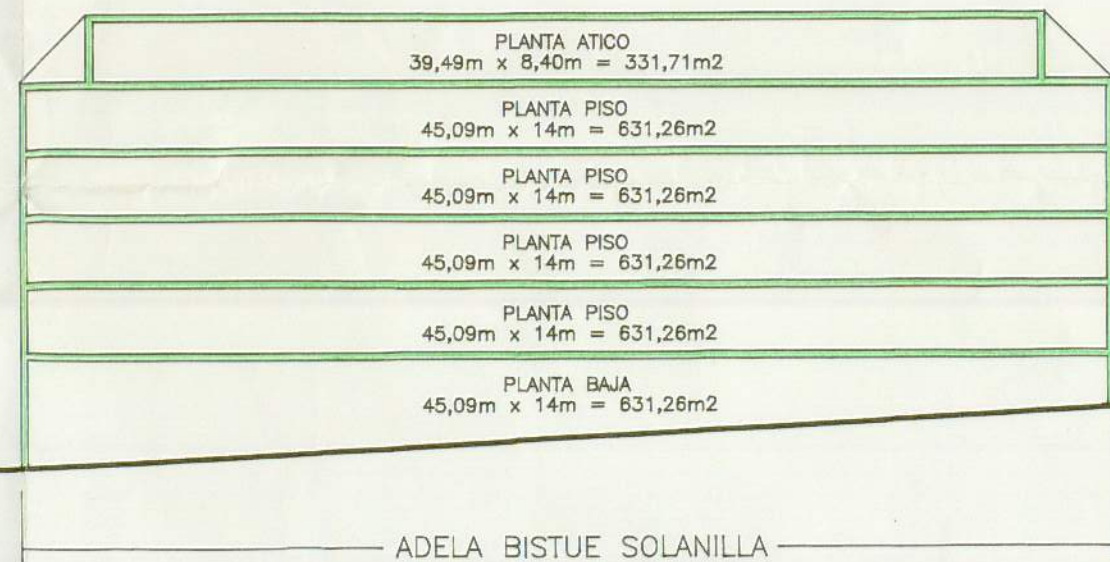 PLANTA ATICO
39,49m x 8,40m = 331,71m2
PLANTA PISO
45,09m x 14m = 631,26m2
PLANTA PISO
45,09m x 14m = 631,26m2
PLANTA PISO
45,09m x 14m = 631,26m2
PLANTA PISO
45,09m x 14m = 631,26m2
PLANTA BAJA
45,09m x 14m = 631,26m2
ADELA BISTUE SOLANILLA